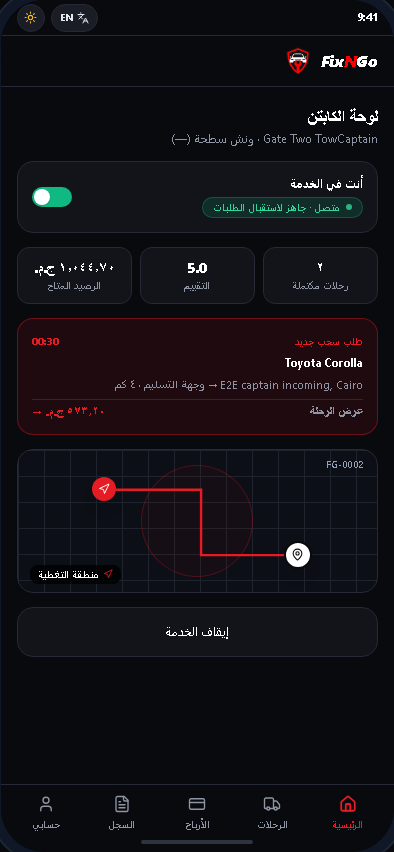 9:41
EN
FixNGo
لوحة الكابتن
Gate Two TowCaptain · ونش سطحة (—)
أنت في الخدمة
متصل · جاهز لاستقبال الطلبات
٢
رحلات مكتملة
5.0
التقييم
١,٠٤٤,٧٠ ج.م.
الرصيد المتاح
طلب سحب جديد
00:30
Toyota Corolla
E2E captain incoming, Cairo → وجهة التسليم · ٤ كم
عرض الرحلة
٥٧٣,٢٠ ج.م. →
FG-0002
منطقة التغطية
إيقاف الخدمة
الرئيسية
الرحلات
الأرباح
السجل
حسابي